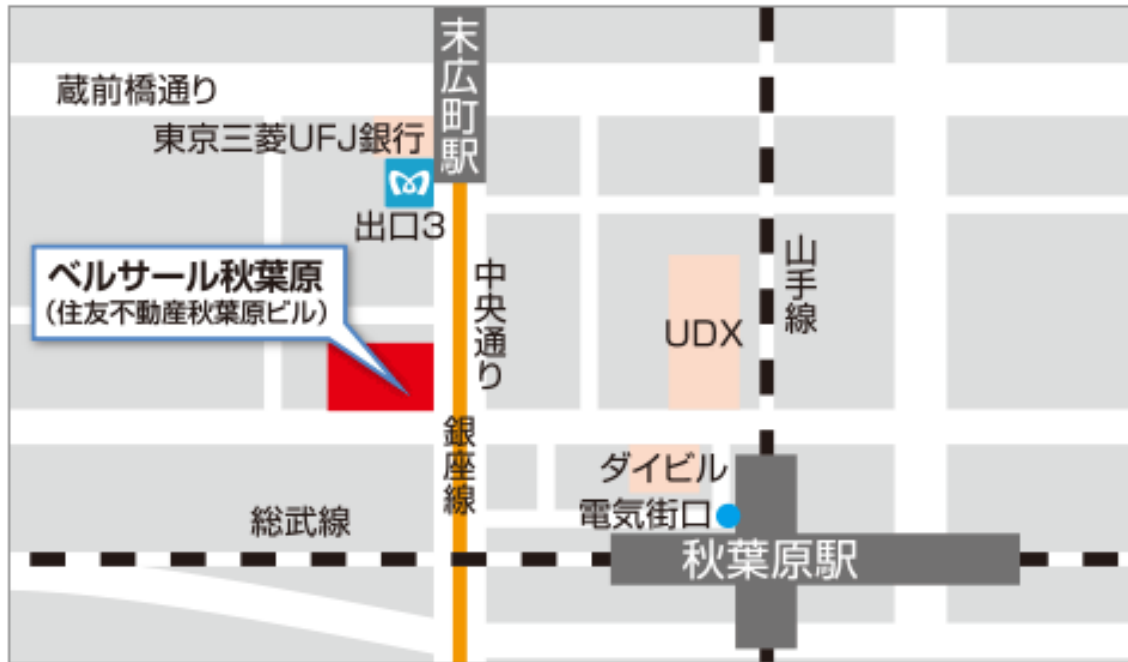 末広町駅
蔵前橋通り
東京三菱UFJ銀行
出口3
ベルサール秋葉原
（住友不動産秋葉原ビル）
中央通り
山手線
UDX
銀座線
ダイビル
電気街口
総武線
秋葉原駅